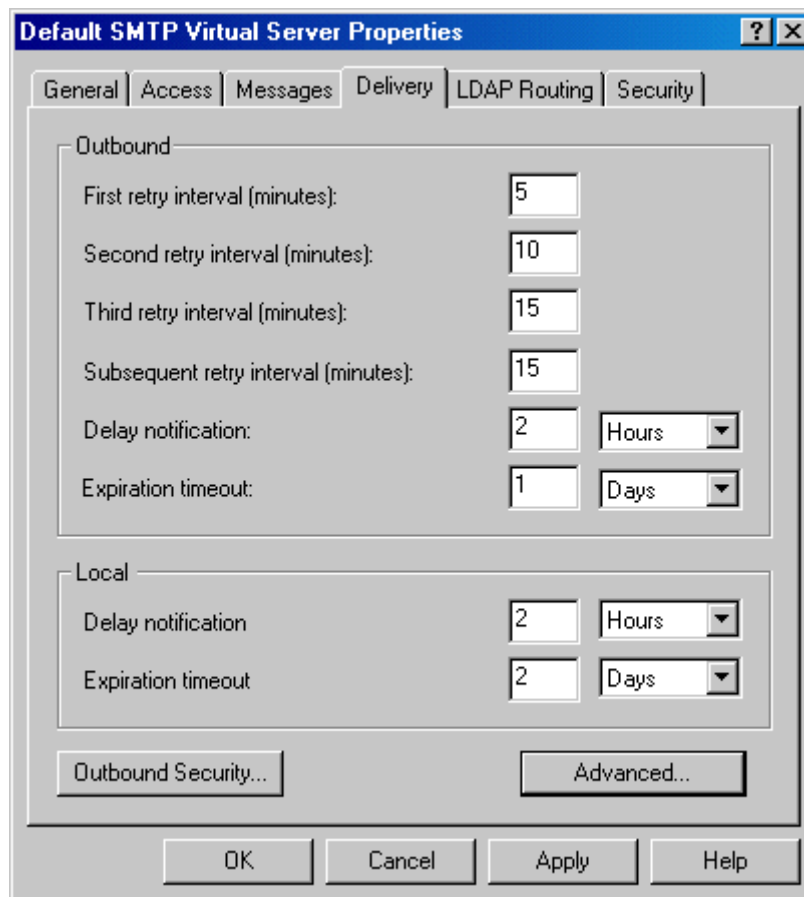 Default SMTP Virtual Server Properties
General Access Messages Delivery LDAP Routing Security
Outbound
First retry interval (minutes): 5
Second retry interval (minutes): 10
Third retry interval (minutes): 15
Subsequent retry interval (minutes): 15
Delay notification: 2 Hours
Expiration timeout: 1 Days
Local
Delay notification 2 Hours
Expiration timeout 2 Days
Outbound Security... Advanced...
OK Cancel Apply Help